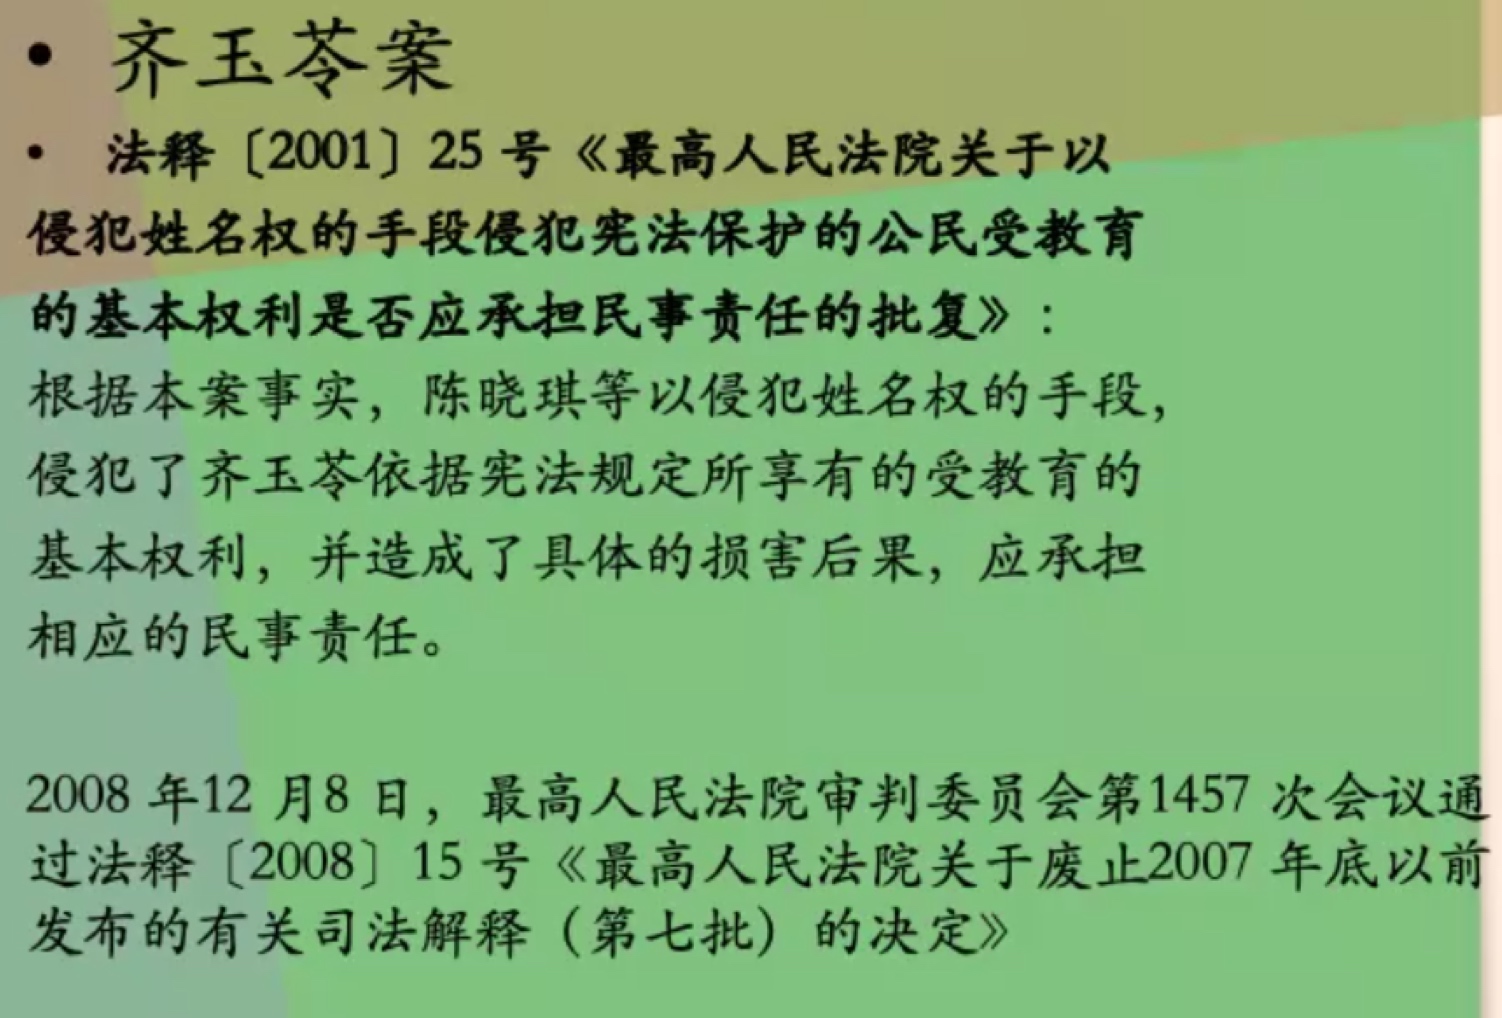 • 齐玉苓案
• 法释〔2001〕25 号《最高人民法院关于以
侵犯姓名权的手段侵犯宪法保护的公民受教育
的基本权利是否应承担民事责任的批复》:
根据本案事实，陈晓琪等以侵犯姓名权的手段，
侵犯了齐玉苓依据宪法规定所享有的受教育的
基本权利，并造成了具体的损害后果，应承担
相应的民事责任。
2008 年12 月8 日，最高人民法院审判委员会第1457 次会议通
过法释〔2008〕15 号《最高人民法院关于废止2007 年底以前
发布的有关司法解释（第七批）的决定》